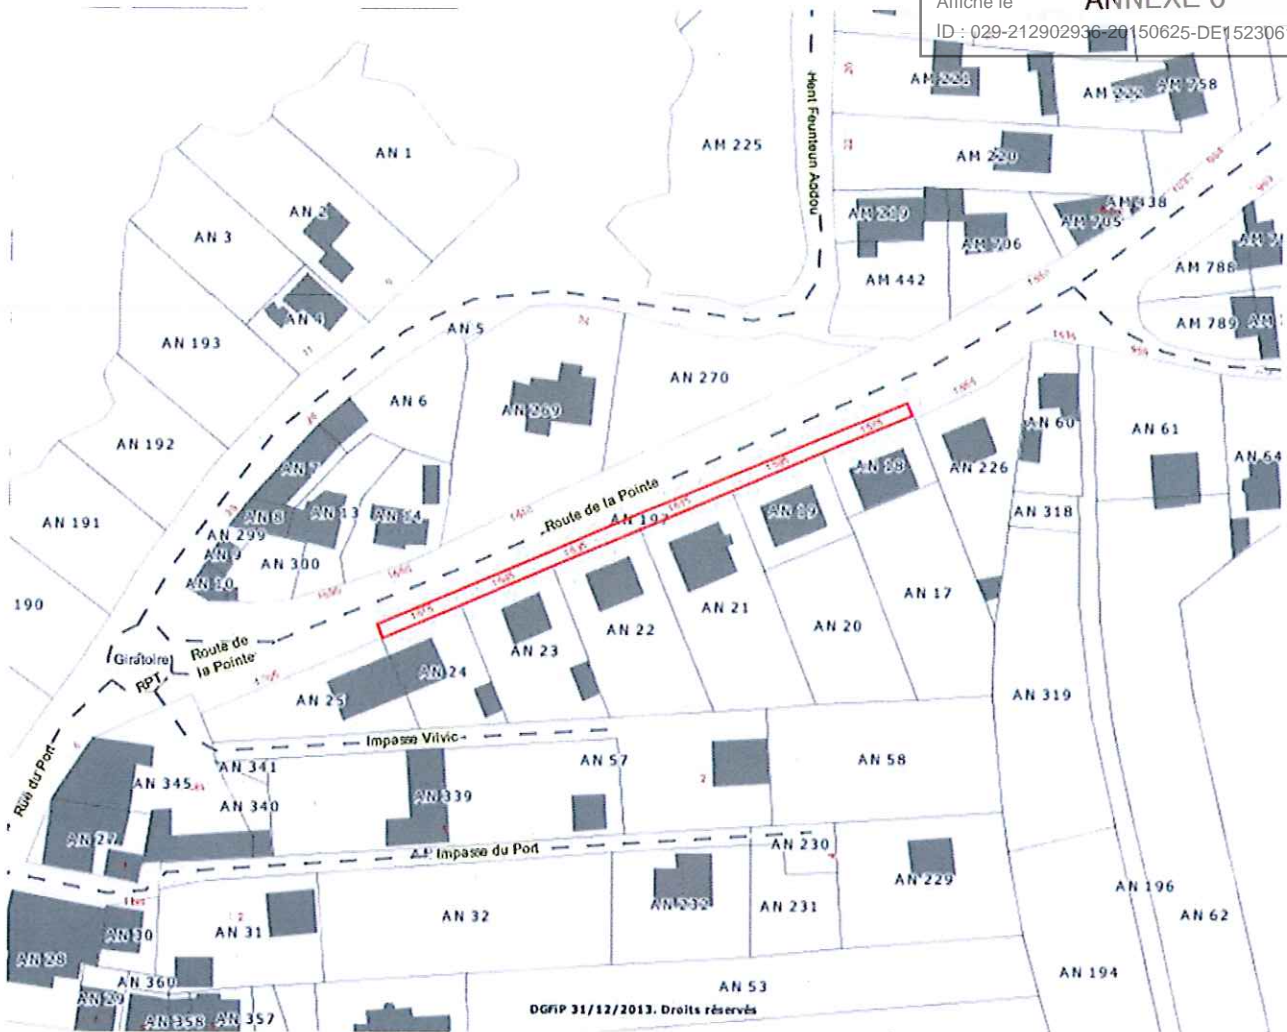 Affiché le ANNEXE 6
ID : 029-212902936-20150625-DE152306
AM 221
AM 222
AM 758
AM 225
Hent Feunteun Aodou
AM 220
AN 1
AN 2
AN 3
AM 219
AM 706
AM 705
AM 438
AM 442
AM 788
AM 789
AN 4
AN 193
AN 5
AN 6
AN 269
AN 270
AN 192
AN 7
AN 60
AN 61
AN 64
AN 18
AN 226
AN 191
AN 8
AN 13
AN 14
AN 299
AN 9
AN 10
AN 300
Route de la Pointe
AN 197
AN 19
AN 318
190
AN 21
AN 17
AN 22
AN 20
AN 23
Giratoire
RPT
Route de
la Pointe
AN 24
AN 25
AN 319
Rue du Port
Impasse Vilvic
AN 341
AN 57
AN 58
AN 345
AN 340
AN 339
2
AN 27
Impasse du Port
AN 230
AN 229
AN 232
AN 231
AN 196
AN 62
AN 32
AN 31
AN 30
AN 28
AN 360
AN 29
AN 358
AN 357
AN 53
AN 194
DGFiP 31/12/2013. Droits réservés